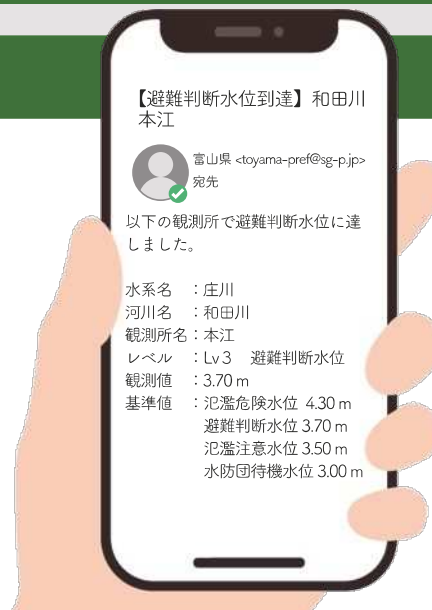 【避難判断水位到達】和田川
本江
富山県 <toyama-pref@sg-p.jp>
宛先
以下の観測所で避難判断水位に達
しました。
水系名 ：庄川
河川名 ：和田川
観測所名：本江
レベル ：Lv３ 避難判断水位
観測値 ：3.70ｍ
基準値 ：氾濫危険水位 4.30ｍ
避難判断水位 3.70ｍ
氾濫注意水位 3.50ｍ
水防団待機水位 3.00ｍ